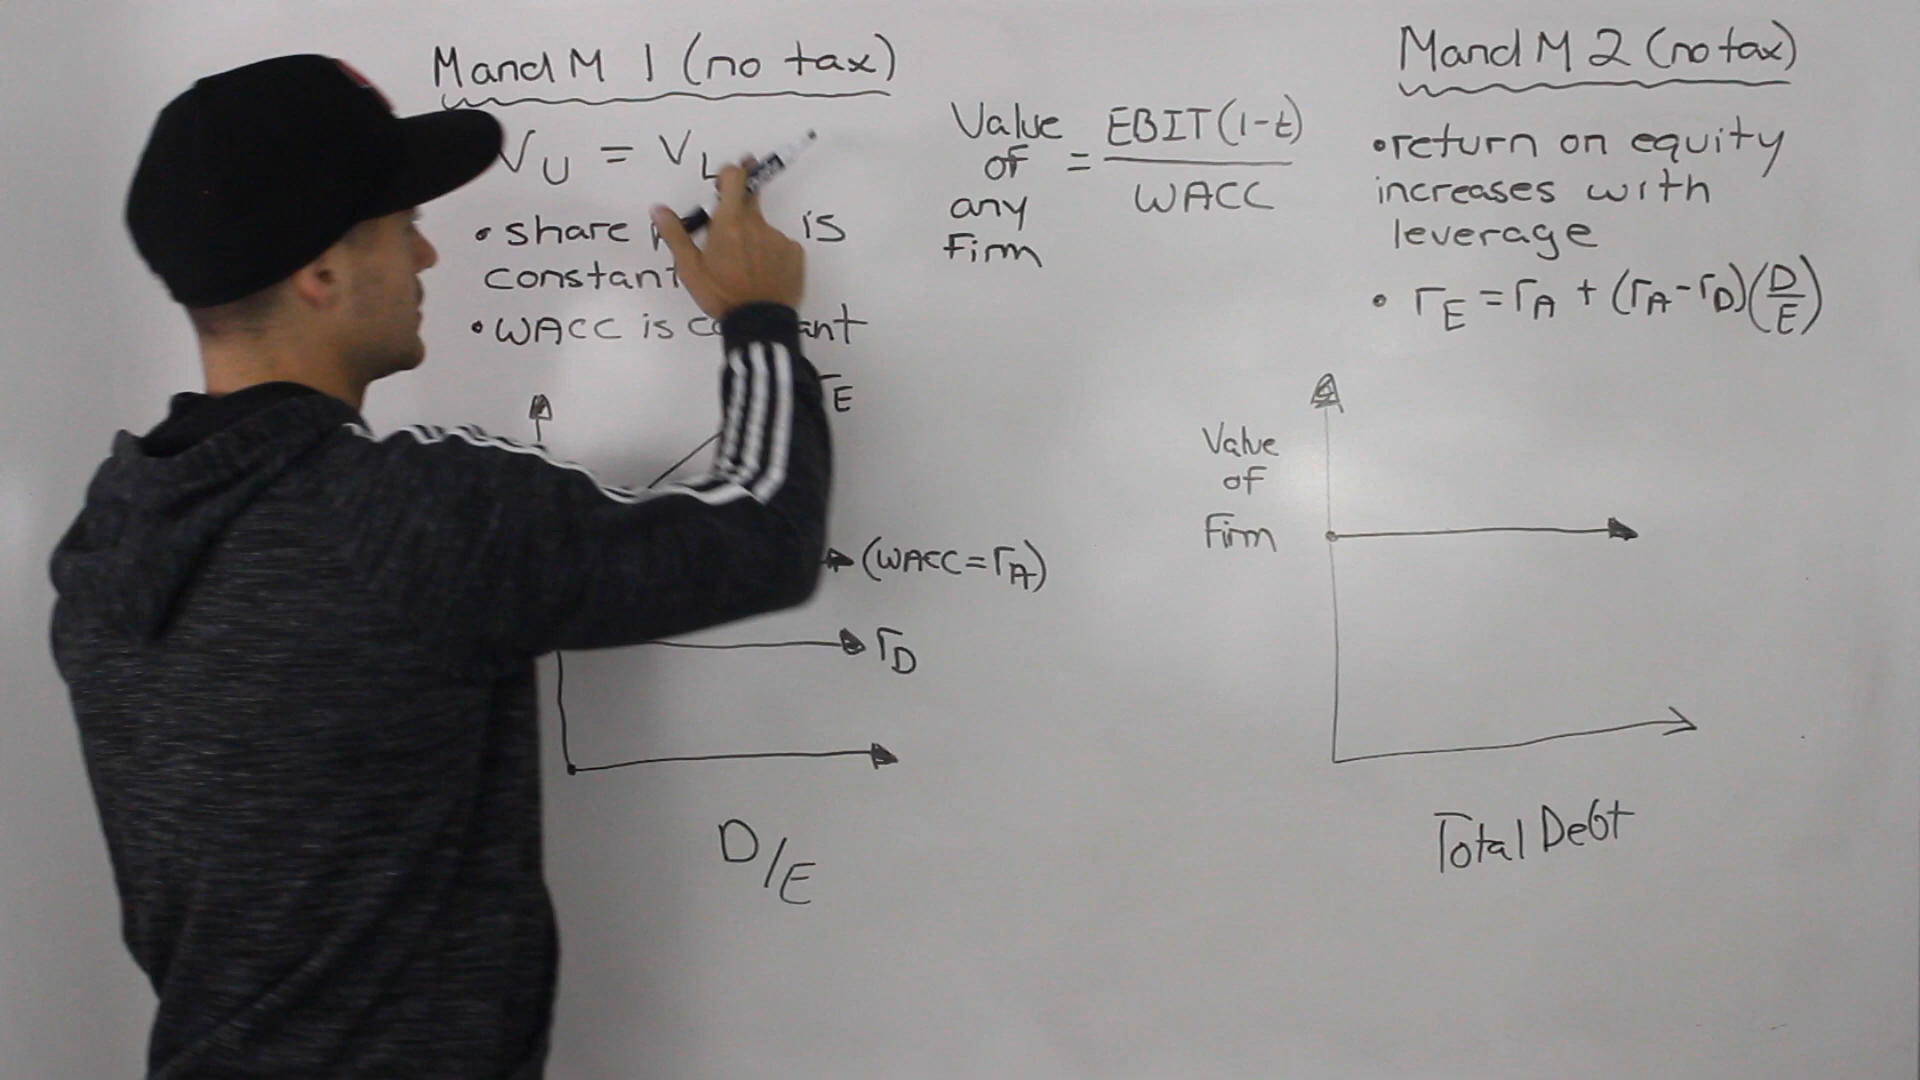 M and M 1 (no tax)
V_U = V_L
• share is
constant
• WACC is
r_E
(WACC = r_A)
r_D
D/E
Value of any Firm = EBIT(1-t) / WACC
M and M 2 (no tax)
• return on equity
increases with
leverage
• r_E = r_A + (r_A - r_D)(D/E)
Value
of
Firm
Total Debt